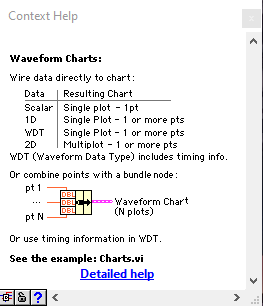 Context Help
Waveform Charts:
Wire data directly to chart:
Data Resulting Chart
Scalar Single plot - 1pt
1D Single Plot - 1 or more pts
WDT Single Plot - 1 or more pts
2D Multiplot - 1 or more pts
WDT (Waveform Data Type) includes timing info.
Or combine points with a bundle node:
pt 1 DBL
... DBL Waveform Chart
pt N DBL (N plots)
Or use timing information in WDT.
See the example: Charts.vi
Detailed help
?